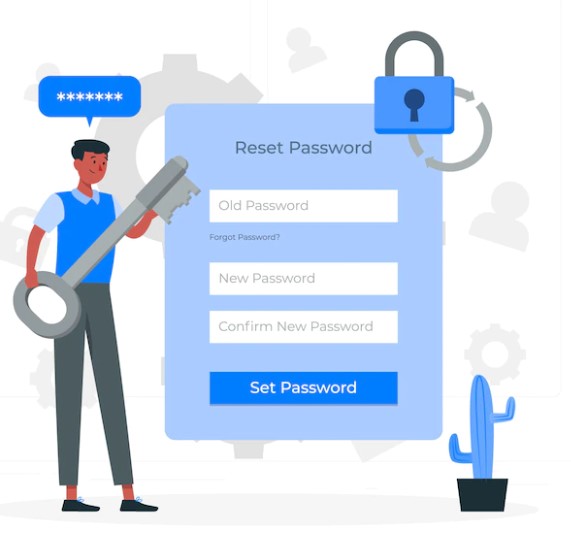 *******
Reset Password
Old Password
Forgot Password?
New Password
Confirm New Password
Set Password